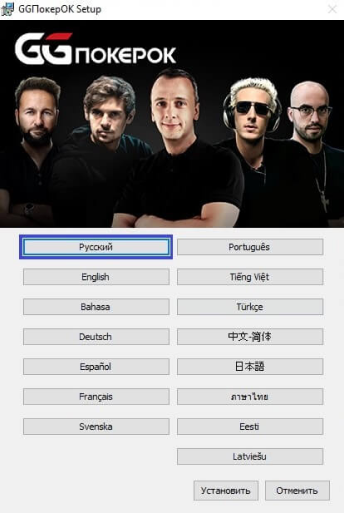 GGПокерОК Setup
GGПОКЕРОК
Русский
Português
English
Tiếng Việt
Bahasa
Türkçe
Deutsch
中文-简体
Español
日本語
Français
ภาษาไทย
Svenska
Eesti
Latviešu
Установить
Отменить